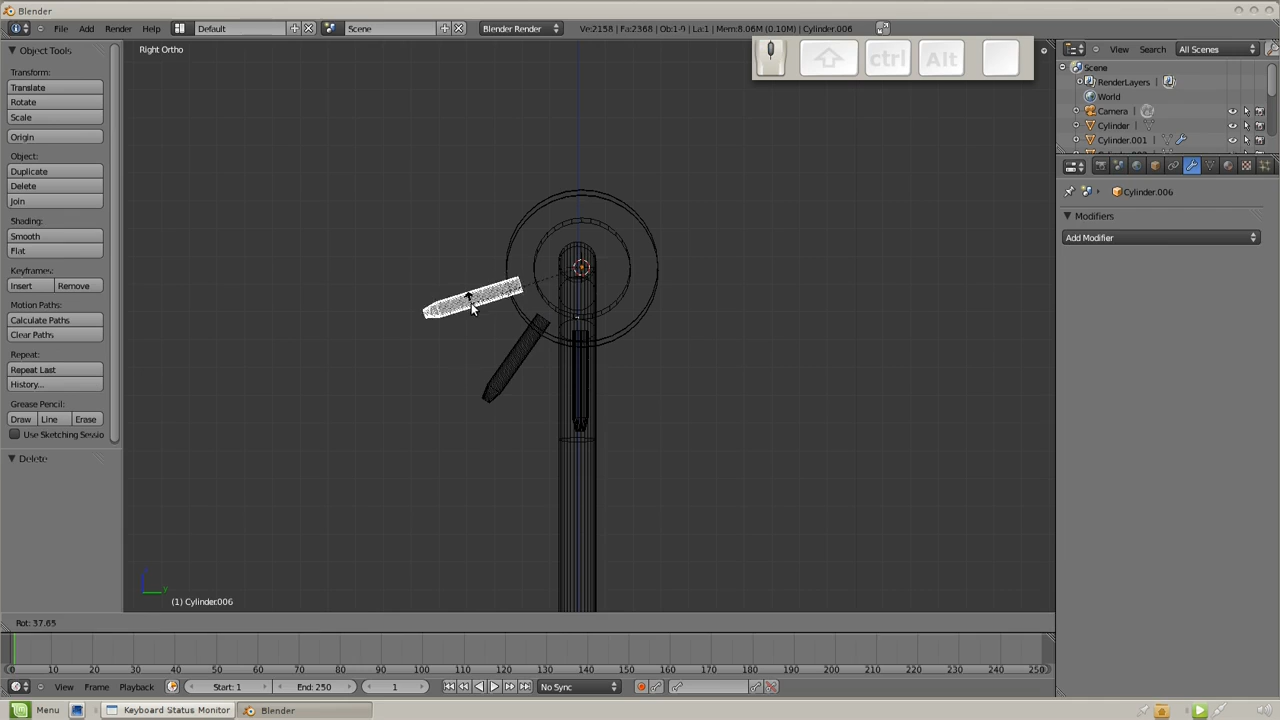 Blender
File Add Render Help Default Scene Blender Render Ve:2158 | Fa:2368 | Ob:1-9 | La:1 | Mem:8.06M (0.10M) | Cylinder.006
Object Tools
Right Ortho
ctrl Alt
View Search All Scenes
Transform:
Translate
Rotate
Scale
Origin
Object:
Duplicate
Delete
Join
Shading:
Smooth
Flat
Keyframes:
Insert Remove
Motion Paths:
Calculate Paths
Clear Paths
Repeat:
Repeat Last
History...
Grease Pencil:
Draw Line Erase
Use Sketching Sessio
Delete
Scene
RenderLayers |
World
Camera |
Cylinder |
Cylinder.001 |
Cylinder.006
Modifiers
Add Modifier
y
(1) Cylinder.006
Rot: 37.65
0 10 20 30 40 50 60 70 80 90 100 110 120 130 140 150 160 170 180 190 200 210 220 230 240 250
View Frame Playback Start: 1 End: 250 1 No Sync
Menu Keyboard Status Monitor Blender